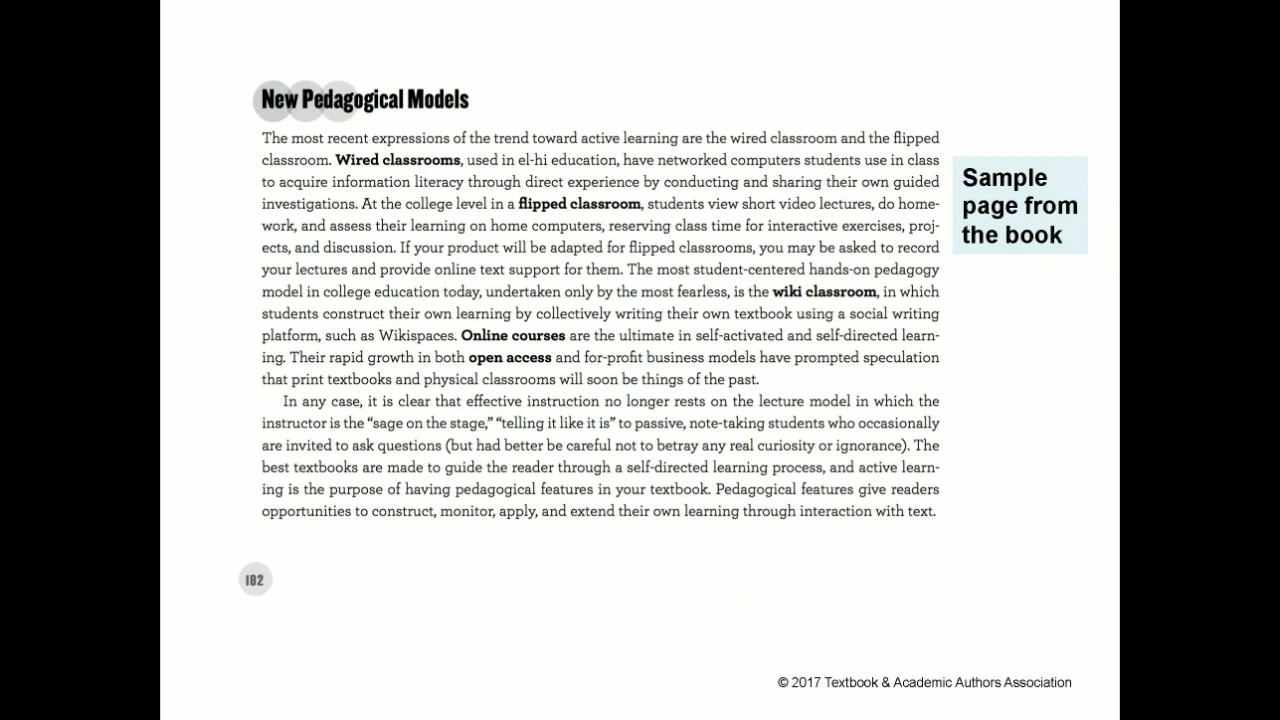 New Pedagogical Models
The most recent expressions of the trend toward active learning are the wired classroom and the flipped
classroom. Wired classrooms, used in el-hi education, have networked computers students use in class
to acquire information literacy through direct experience by conducting and sharing their own guided
investigations. At the college level in a flipped classroom, students view short video lectures, do home-
work, and assess their learning on home computers, reserving class time for interactive exercises, proj-
ects, and discussion. If your product will be adapted for flipped classrooms, you may be asked to record
your lectures and provide online text support for them. The most student-centered hands-on pedagogy
model in college education today, undertaken only by the most fearless, is the wiki classroom, in which
students construct their own learning by collectively writing their own textbook using a social writing
platform, such as Wikispaces. Online courses are the ultimate in self-activated and self-directed learn-
ing. Their rapid growth in both open access and for-profit business models have prompted speculation
that print textbooks and physical classrooms will soon be things of the past.
In any case, it is clear that effective instruction no longer rests on the lecture model in which the
instructor is the “sage on the stage,” “telling it like it is” to passive, note-taking students who occasionally
are invited to ask questions (but had better be careful not to betray any real curiosity or ignorance). The
best textbooks are made to guide the reader through a self-directed learning process, and active learn-
ing is the purpose of having pedagogical features in your textbook. Pedagogical features give readers
opportunities to construct, monitor, apply, and extend their own learning through interaction with text.
Sample
page from
the book
182
© 2017 Textbook & Academic Authors Association